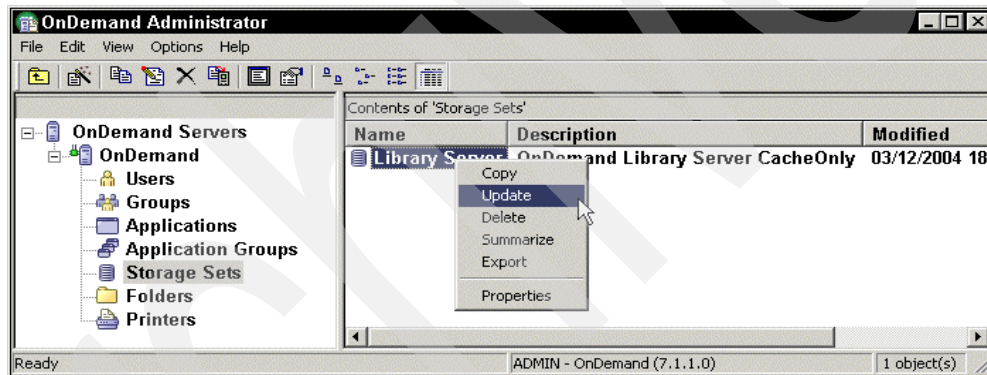 OnDemand Administrator
File Edit View Options Help
Contents of 'Storage Sets'
Name Description Modified
Library Server OnDemand Library Server CacheOnly 03/12/2004 18
OnDemand Servers
OnDemand
Users
Groups
Applications
Application Groups
Storage Sets
Folders
Printers
Copy
Update
Delete
Summarize
Export
Properties
Ready ADMIN - OnDemand (7.1.1.0) 1 object(s)